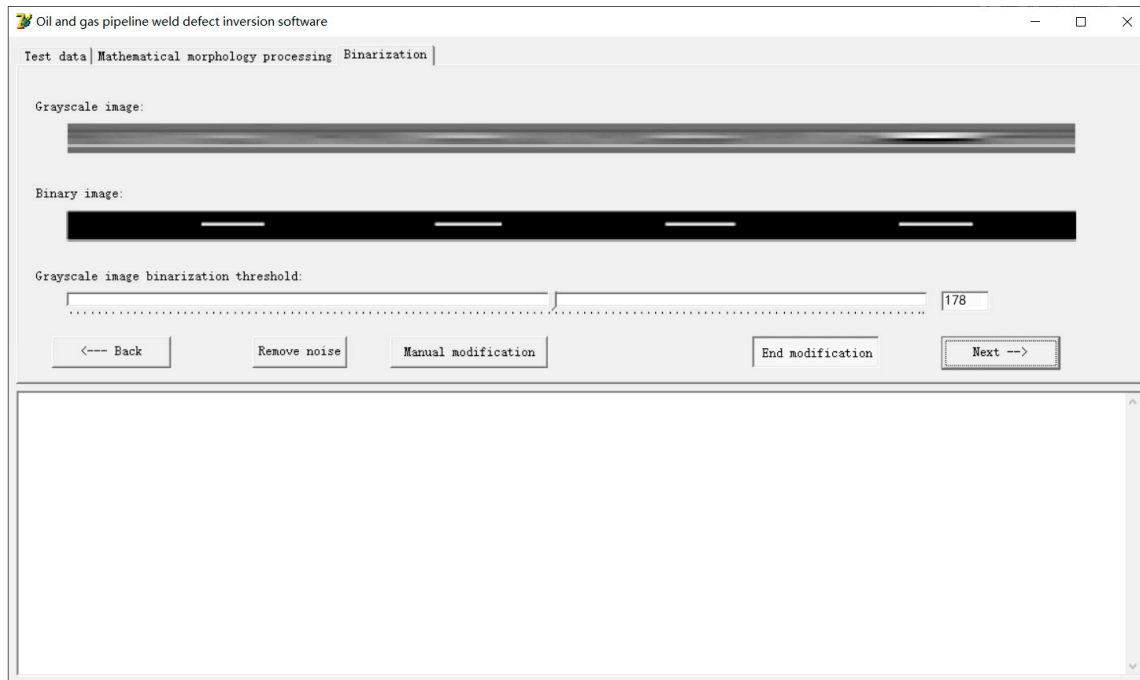 Oil and gas pipeline weld defect inversion software
Test data Mathematical morphology processing Binarization
Grayscale image:
Binary image:
Grayscale image binarization threshold:
178
<--- Back Remove noise Manual modification End modification Next -->